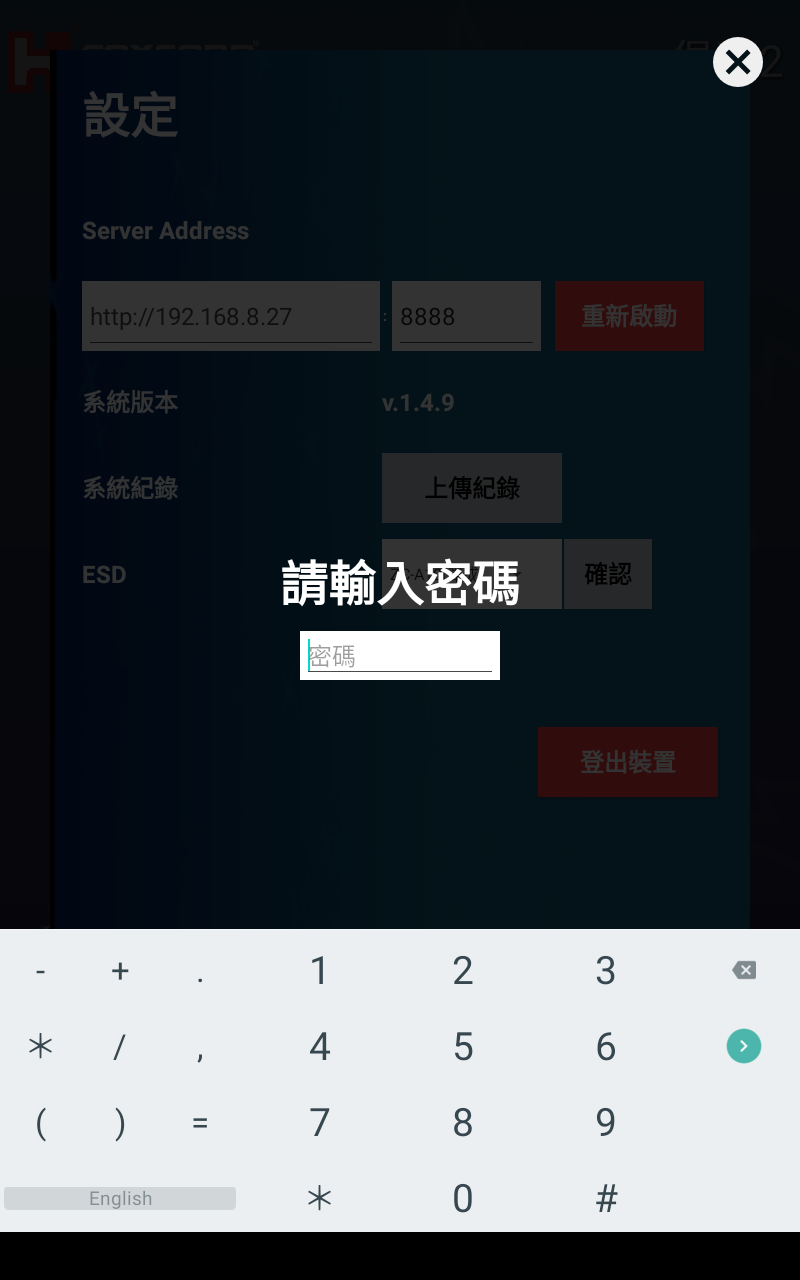 設定
Server Address
http://192.168.8.27 : 8888 重新啟動
系統版本 v.1.4.9
系統紀錄 上傳紀錄
ESD 確認
請輸入密碼
密碼
登出裝置
- + . 1 2 3
* / , 4 5 6
( ) = 7 8 9
English * 0 #